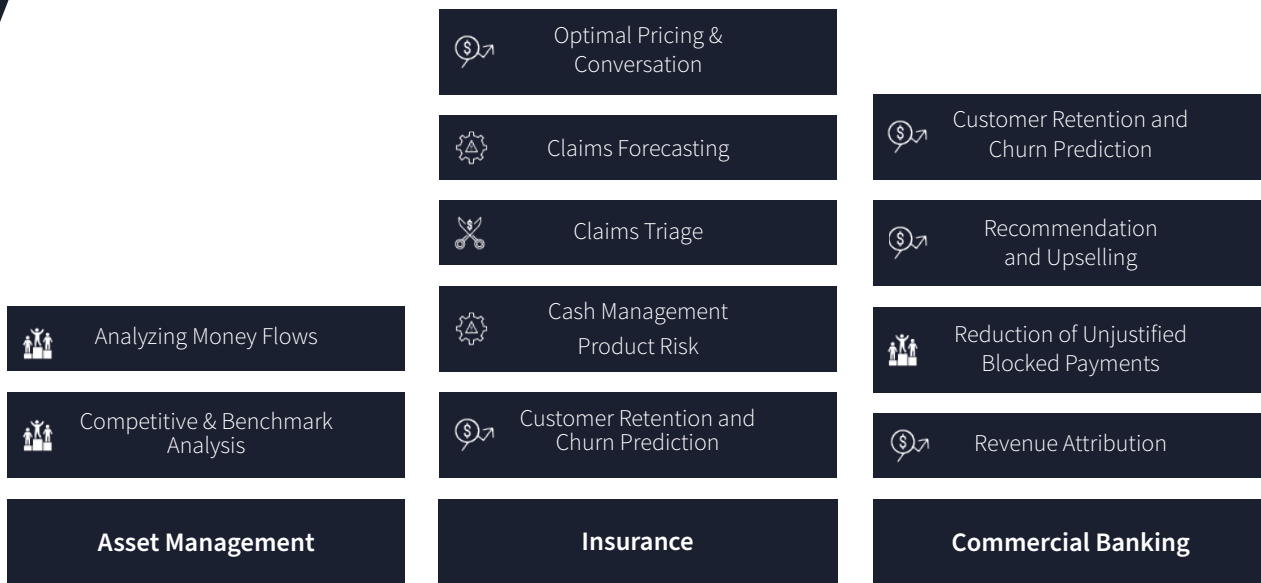 Analyzing Money Flows
Competitive & Benchmark
Analysis
Asset Management
Optimal Pricing &
Conversation
Claims Forecasting
Claims Triage
Cash Management
Product Risk
Customer Retention and
Churn Prediction
Insurance
Customer Retention and
Churn Prediction
Recommendation
and Upselling
Reduction of Unjustified
Blocked Payments
Revenue Attribution
Commercial Banking